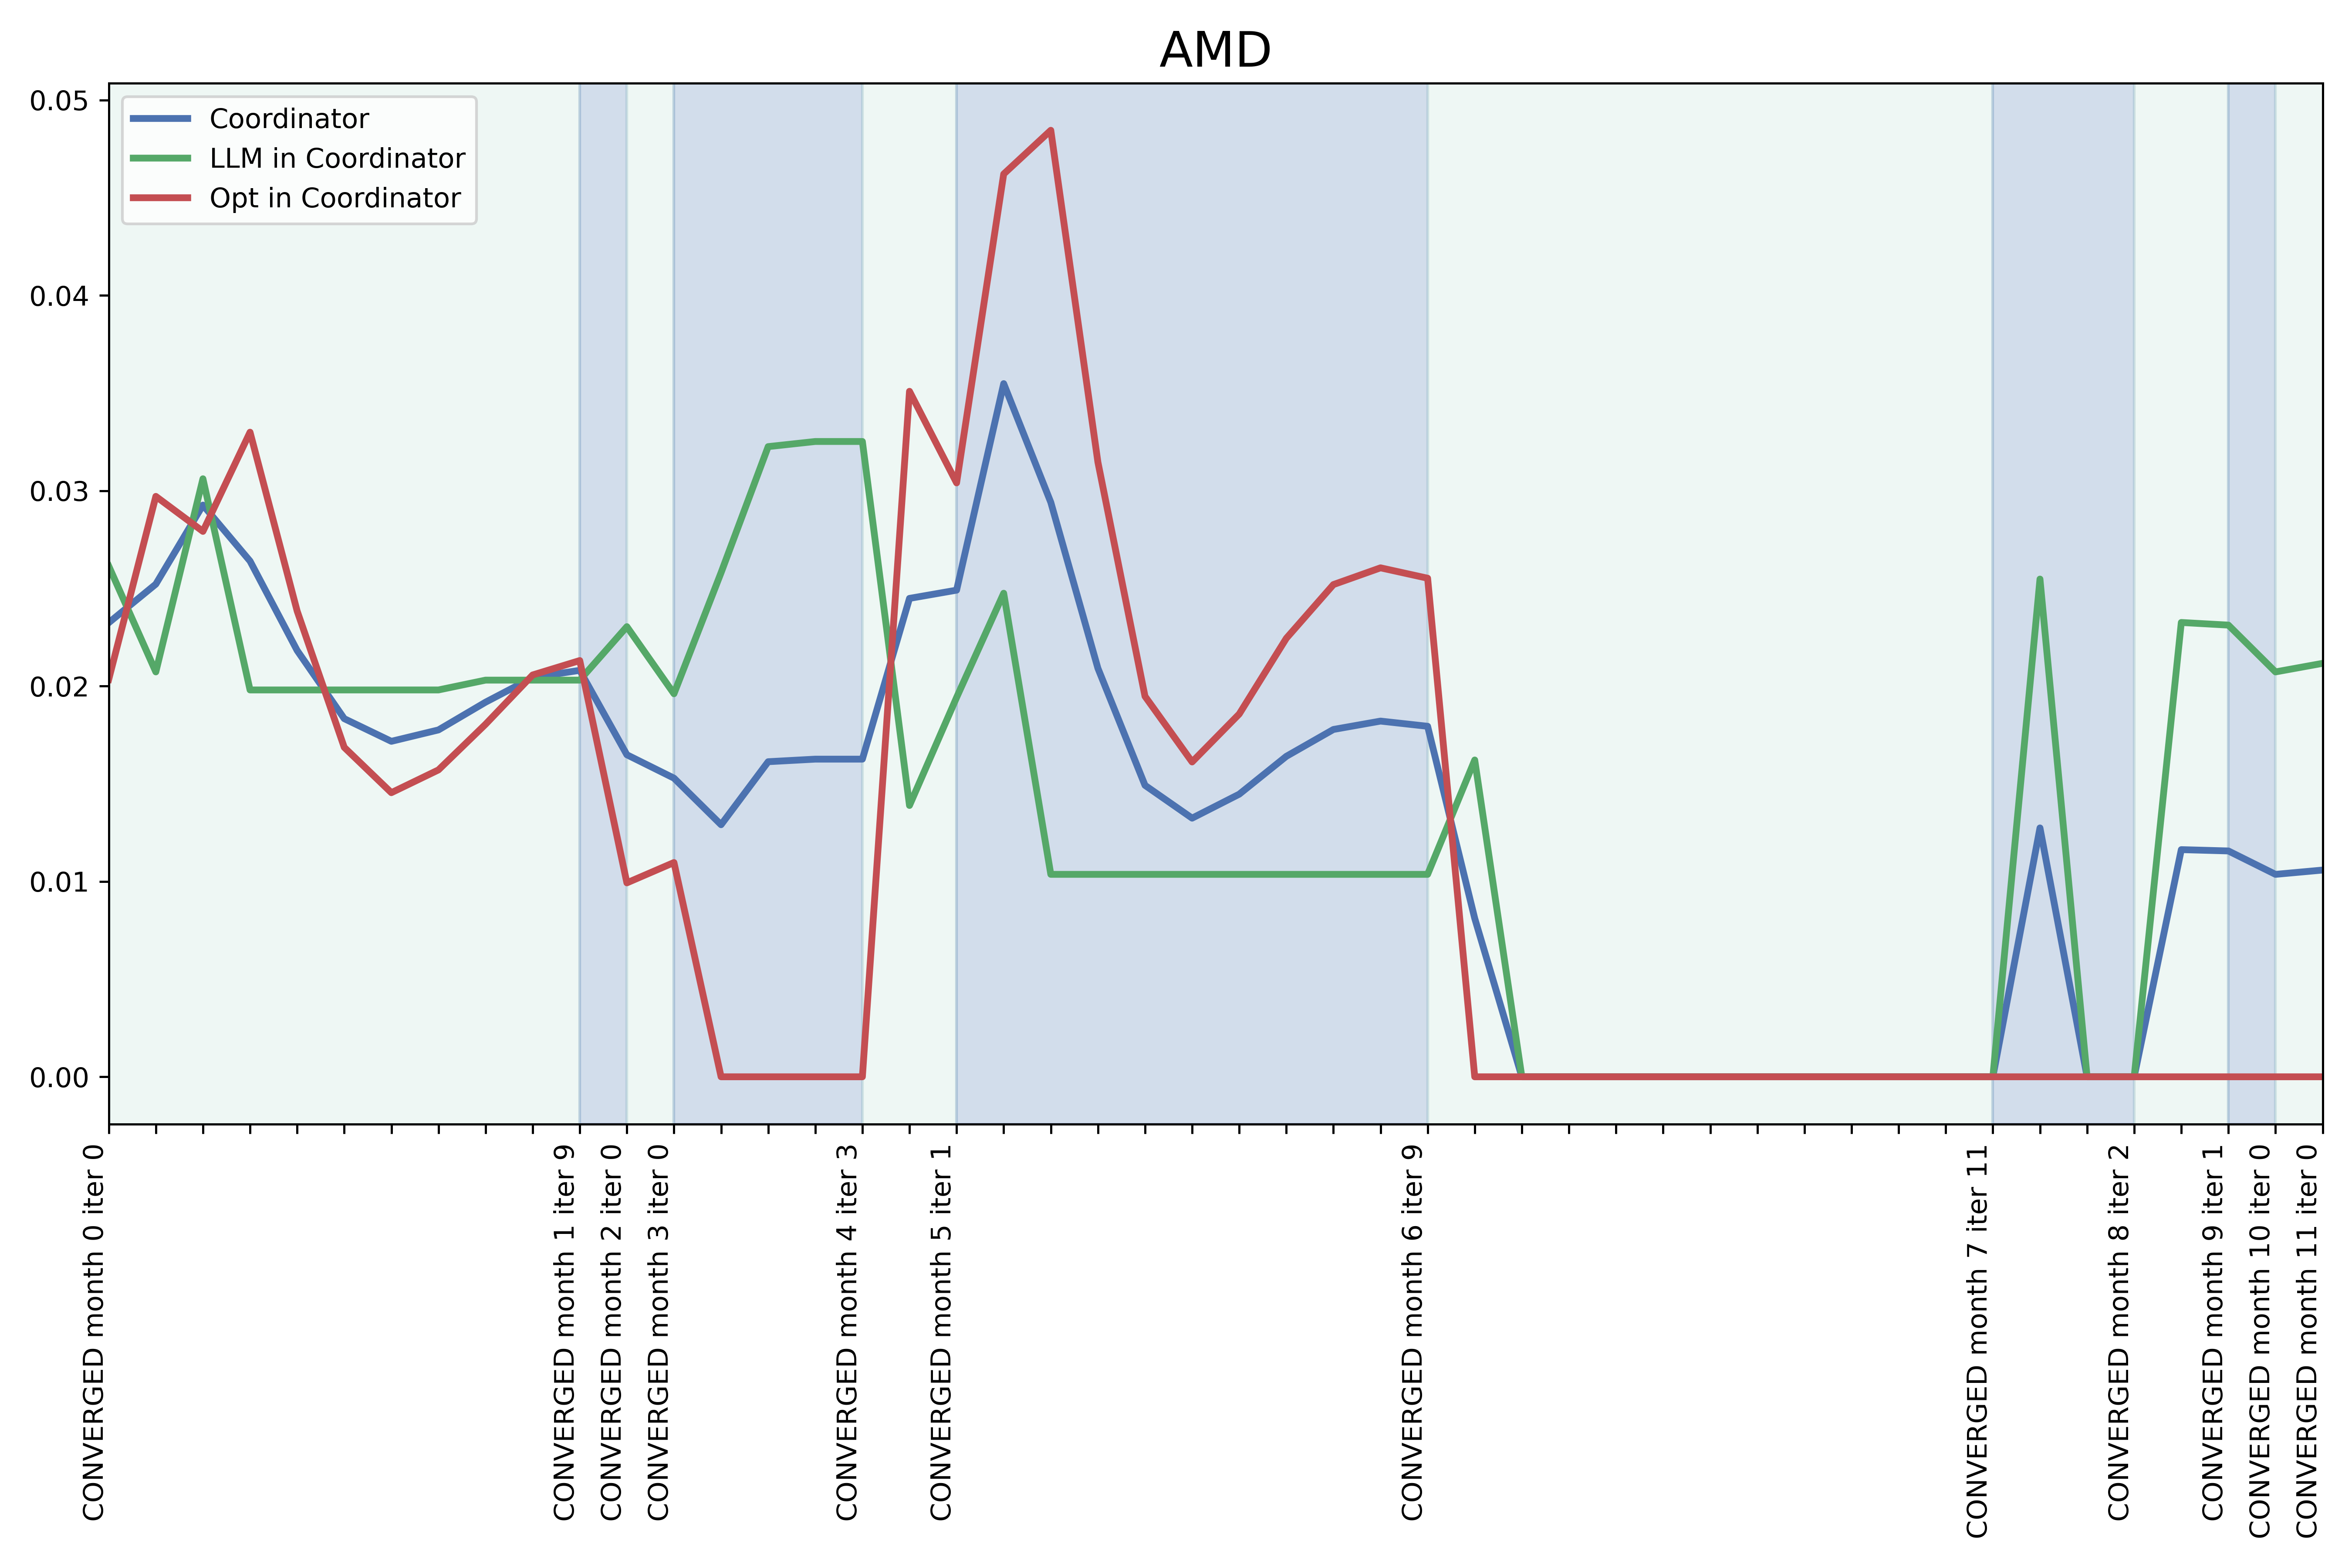 AMD
0.05
0.04
0.03
0.02
0.01
0.00
Coordinator
LLM in Coordinator
Opt in Coordinator
CONVERGED month 0 iter 0
CONVERGED month 1 iter 9
CONVERGED month 2 iter 0
CONVERGED month 3 iter 0
CONVERGED month 4 iter 3
CONVERGED month 5 iter 1
CONVERGED month 6 iter 9
CONVERGED month 7 iter 11
CONVERGED month 8 iter 2
CONVERGED month 9 iter 1
CONVERGED month 10 iter 0
CONVERGED month 11 iter 0